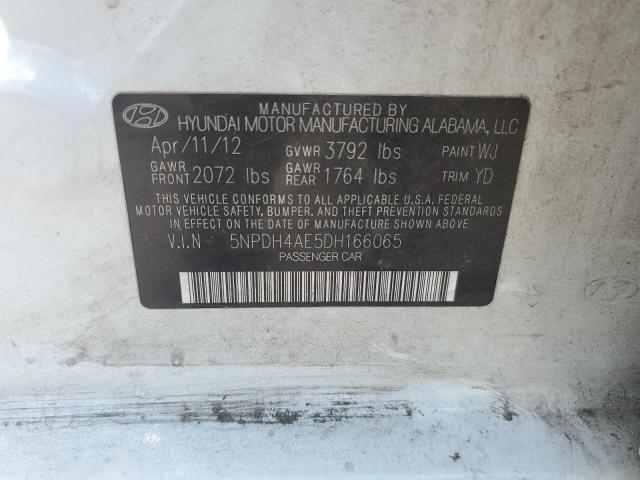 MANUFACTURED BY
HYUNDAI MOTOR MANUFACTURING ALABAMA, LLC
Apr/11/12 GVWR 3792 lbs PAINT WJ
GAWR FRONT 2072 lbs GAWR REAR 1764 lbs TRIM YD
THIS VEHICLE CONFORMS TO ALL APPLICABLE U.S.A. FEDERAL
MOTOR VEHICLE SAFETY, BUMPER, AND THEFT PREVENTION STANDARDS
IN EFFECT ON THE DATE OF MANUFACTURE SHOWN ABOVE
V.I.N 5NPDH4AE5DH166065
PASSENGER CAR